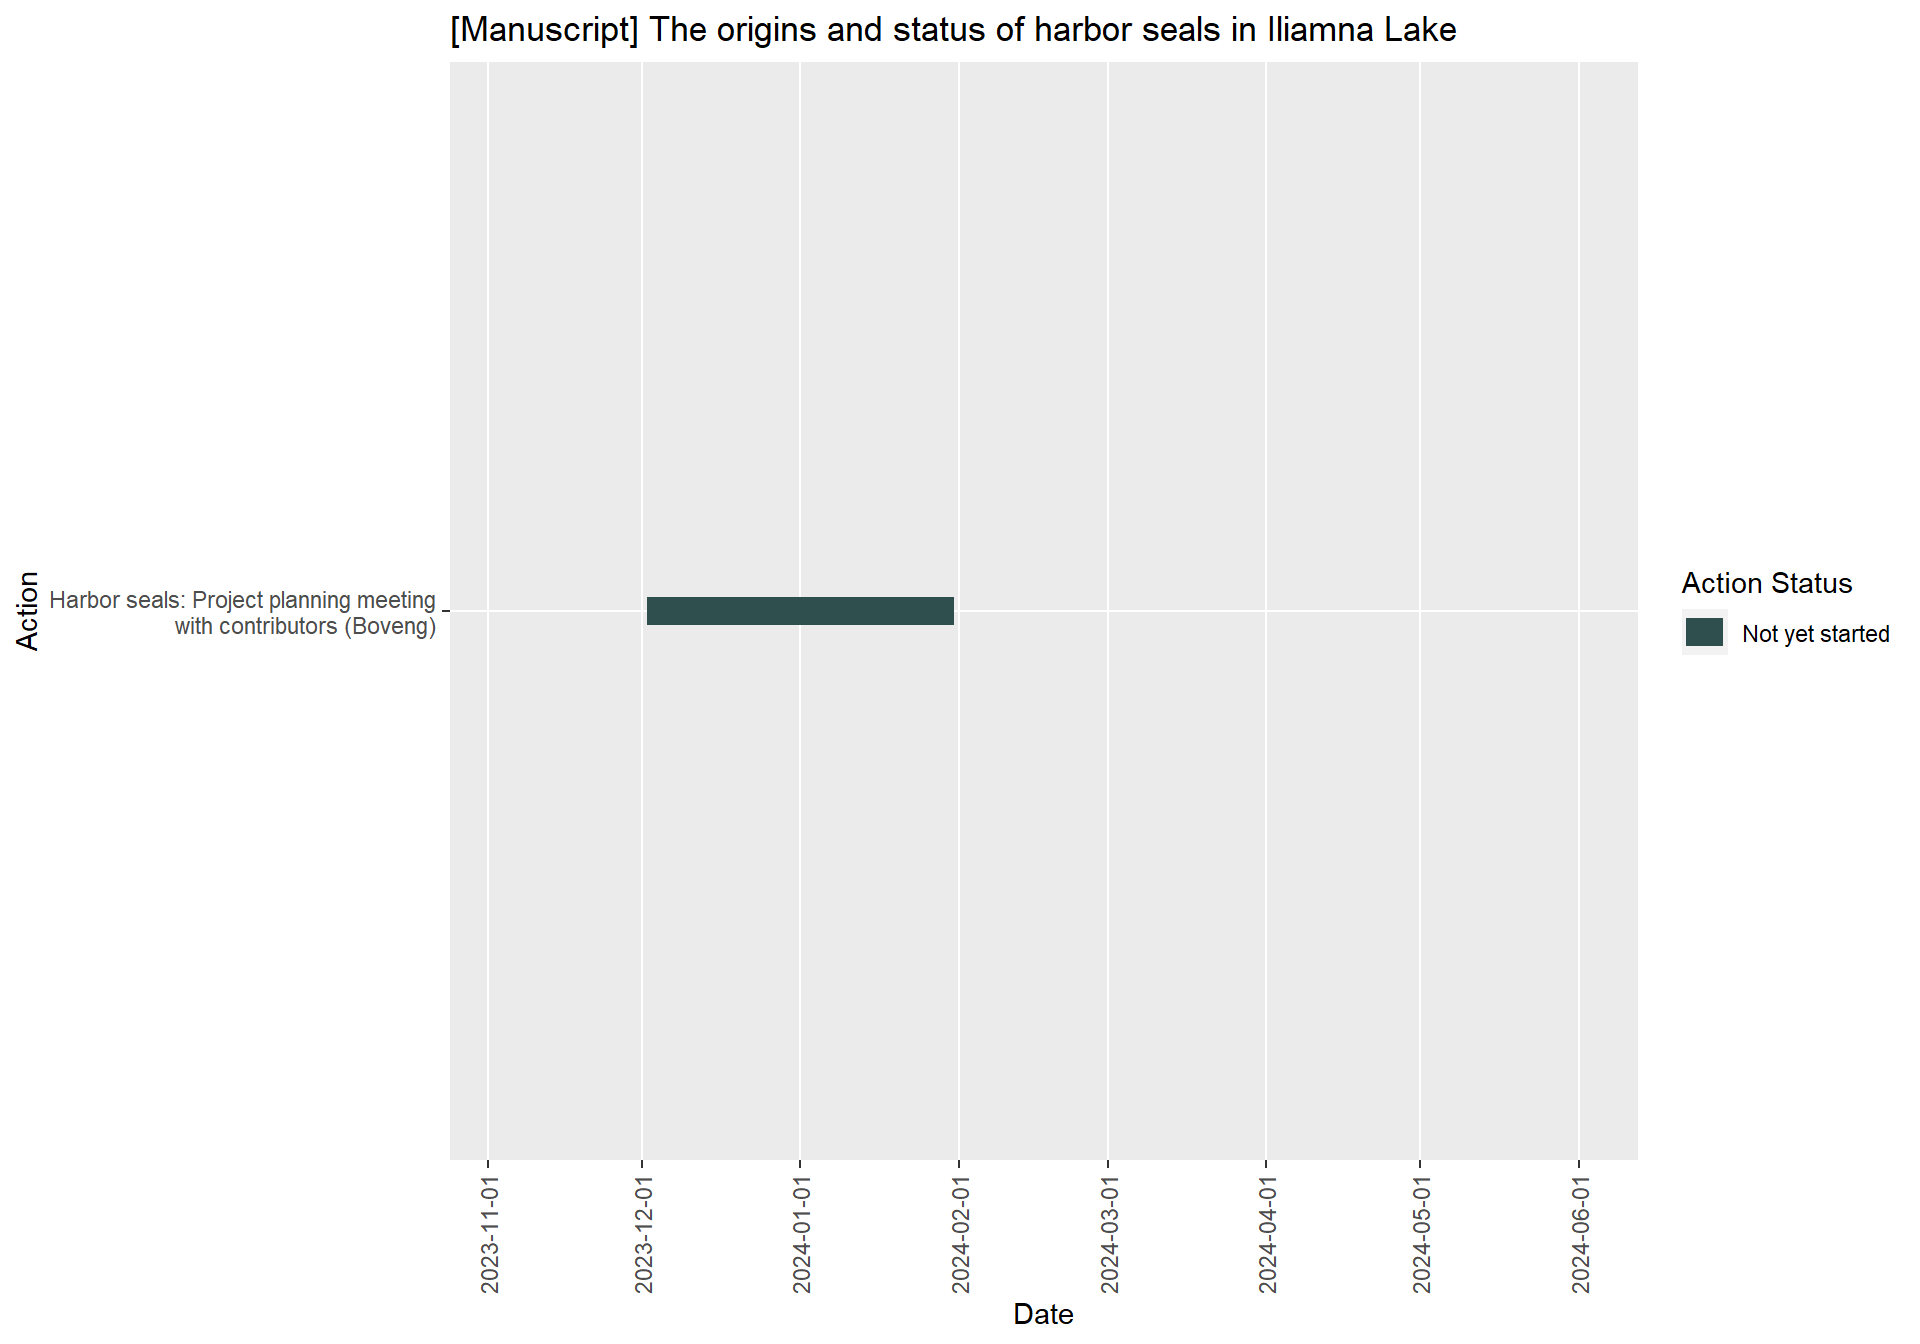 [Manuscript] The origins and status of harbor seals in Iliamna Lake
Action
Harbor seals: Project planning meeting
with contributors (Boveng)
Action Status
Not yet started
2023-11-01
2023-12-01
2024-01-01
2024-02-01
2024-03-01
2024-04-01
2024-05-01
2024-06-01
Date